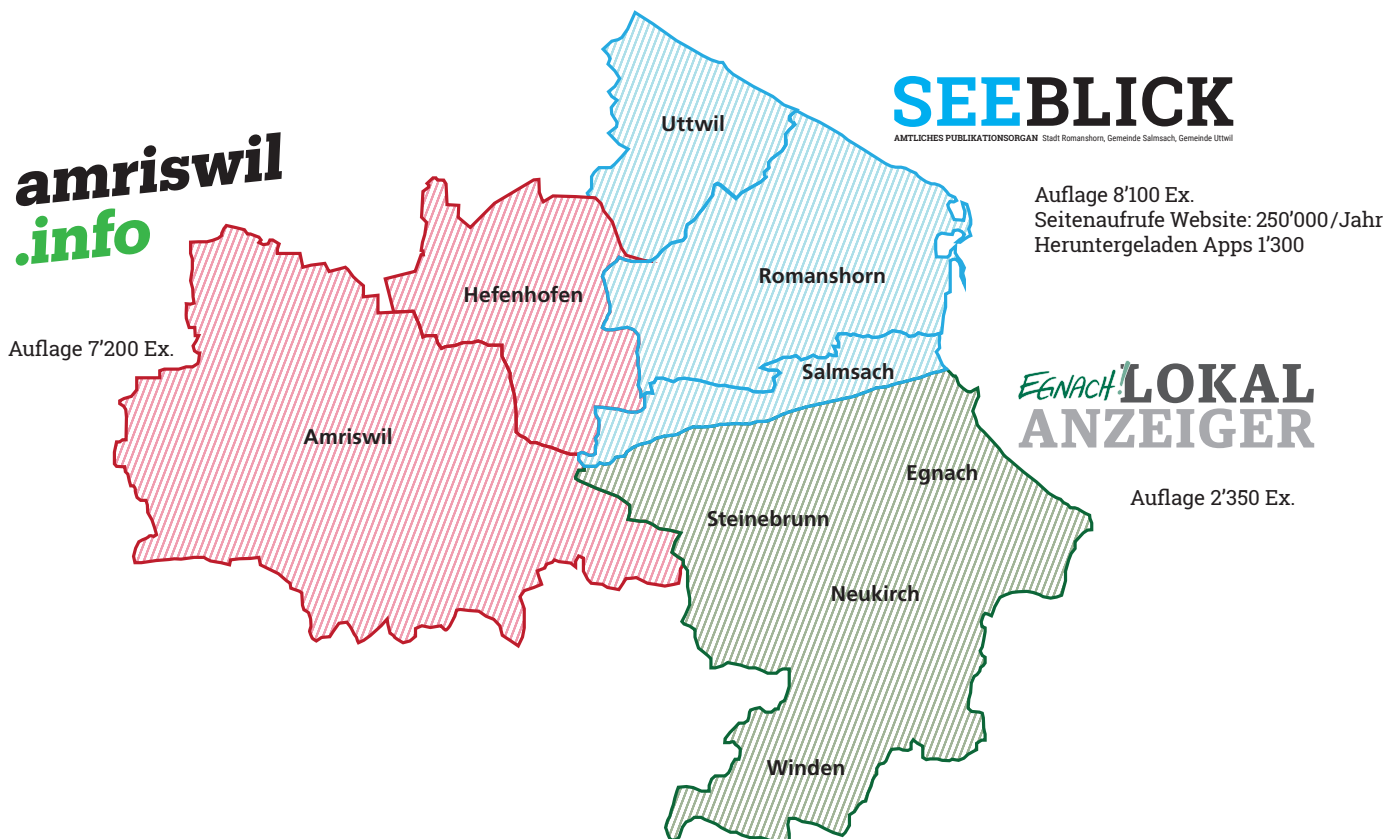 SEEBLICK
AMTLICHES PUBLIKATIONSORGAN Stadt Romanshorn, Gemeinde Salmsach, Gemeinde Uttwil
Auflage 8'100 Ex.
Seitenaufrufe Website: 250'000/Jahr
Heruntergeladen Apps 1'300
amriswil
.info
Auflage 7'200 Ex.
Uttwil
Hefenhofen
Romanshorn
Salmsach
Amriswil
EGNACH! LOKAL
ANZEIGER
Auflage 2'350 Ex.
Egnach
Steinebrunn
Neukirch
Winden